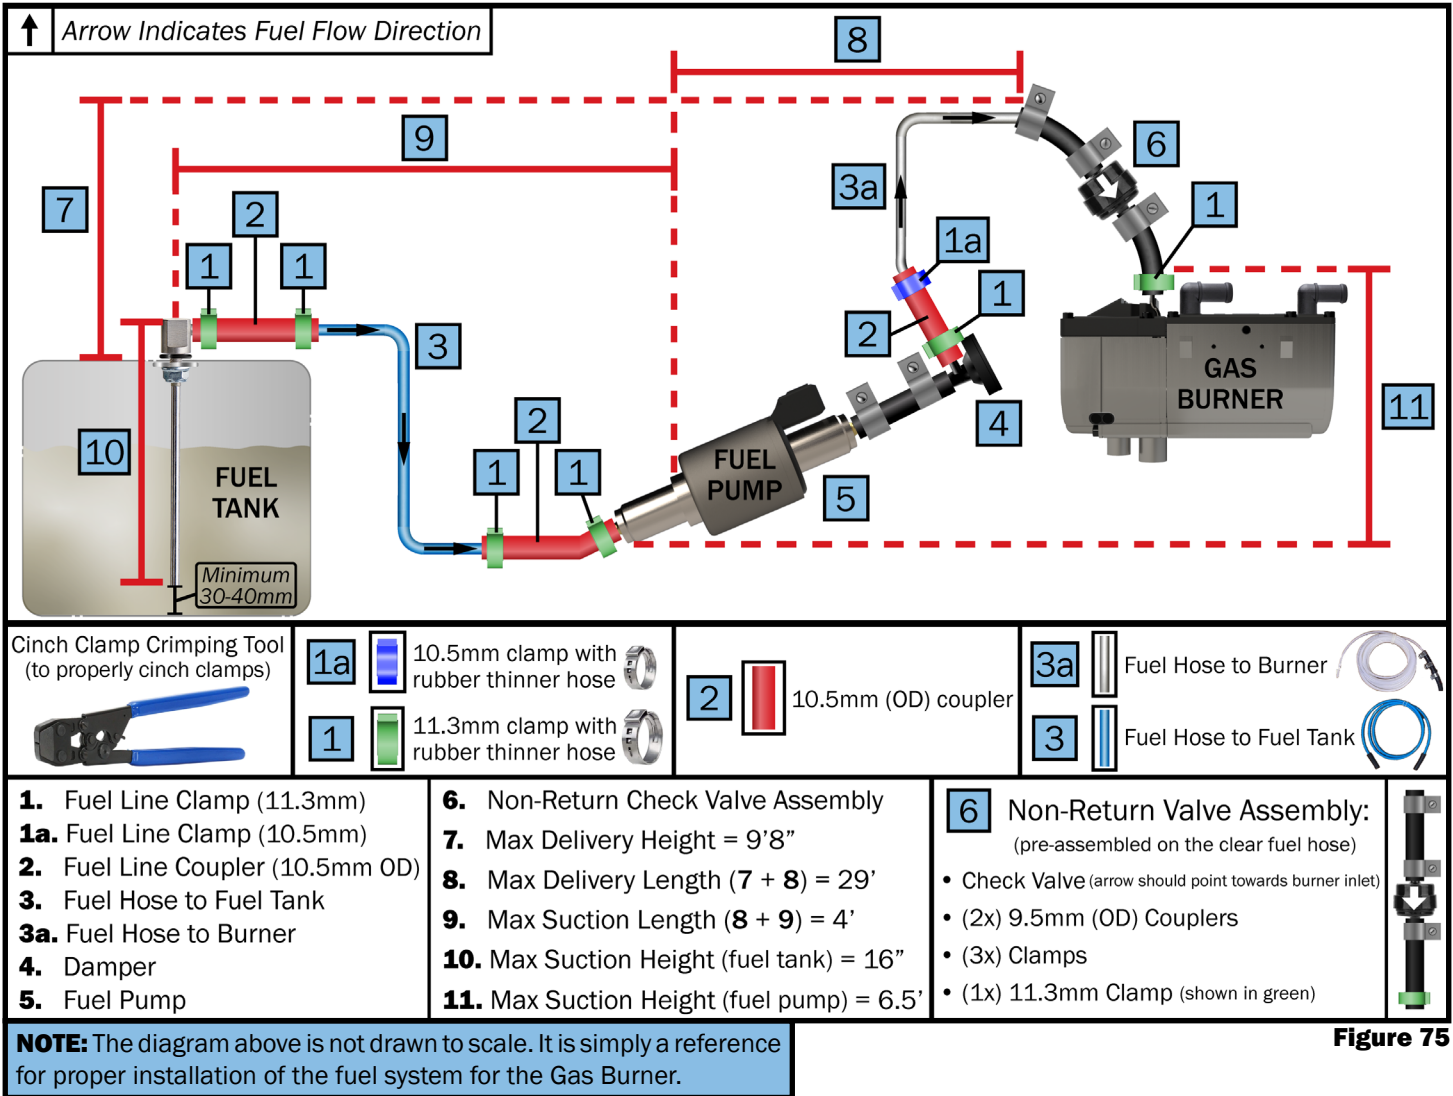 Arrow Indicates Fuel Flow Direction
8
9
6
7
3a
2
1
1
1
1a
1
2
3
4
10
2
1
1
5
11
FUEL
TANK
FUEL
PUMP
GAS
BURNER
Minimum
30-40mm
Cinch Clamp Crimping Tool
(to properly cinch clamps)
1a
10.5mm clamp with
rubber thinner hose
1
11.3mm clamp with
rubber thinner hose
2
10.5mm (OD) coupler
3a
Fuel Hose to Burner
3
Fuel Hose to Fuel Tank
1. Fuel Line Clamp (11.3mm)
1a. Fuel Line Clamp (10.5mm)
2. Fuel Line Coupler (10.5mm OD)
3. Fuel Hose to Fuel Tank
3a. Fuel Hose to Burner
4. Damper
5. Fuel Pump
6. Non-Return Check Valve Assembly
7. Max Delivery Height = 9’8”
8. Max Delivery Length (7 + 8) = 29’
9. Max Suction Length (8 + 9) = 4’
10. Max Suction Height (fuel tank) = 16”
11. Max Suction Height (fuel pump) = 6.5’
6
Non-Return Valve Assembly:
(pre-assembled on the clear fuel hose)
• Check Valve (arrow should point towards burner inlet)
• (2x) 9.5mm (OD) Couplers
• (3x) Clamps
• (1x) 11.3mm Clamp (shown in green)
Figure 75
NOTE: The diagram above is not drawn to scale. It is simply a reference
for proper installation of the fuel system for the Gas Burner.